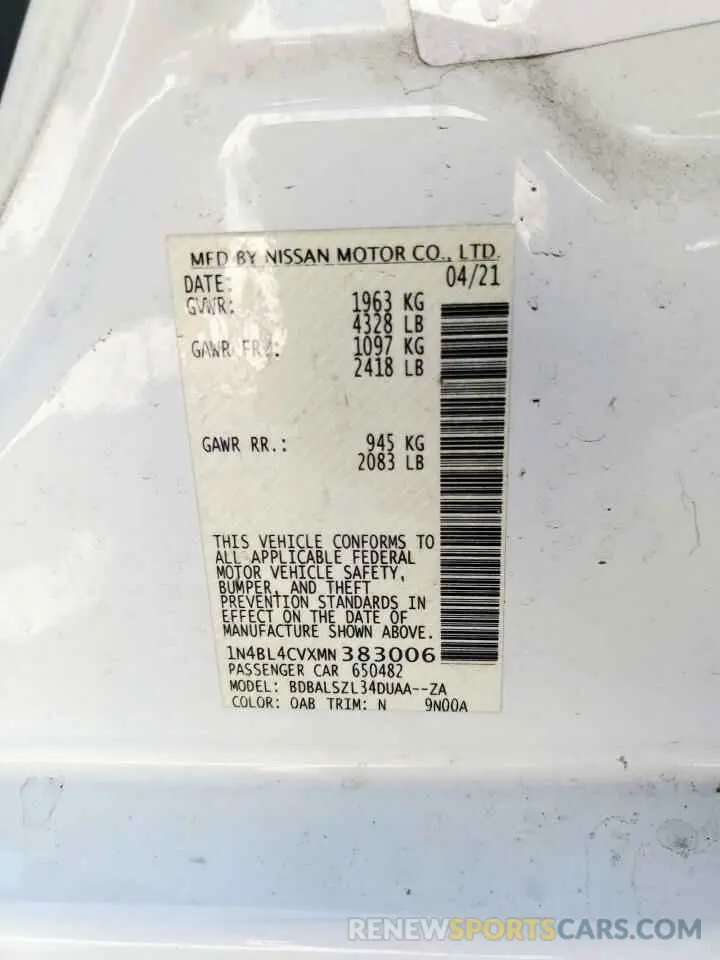 MFD BY NISSAN MOTOR CO., LTD.
DATE: 04/21
GVWR: 1963 KG
4328 LB
GAWR FR.: 1097 KG
2418 LB
GAWR RR.: 945 KG
2083 LB
THIS VEHICLE CONFORMS TO
ALL APPLICABLE FEDERAL
MOTOR VEHICLE SAFETY,
BUMPER, AND THEFT
PREVENTION STANDARDS IN
EFFECT ON THE DATE OF
MANUFACTURE SHOWN ABOVE.
1N4BL4CVXMN383006
PASSENGER CAR 650482
MODEL: BDBALSZL34DUAA--ZA
COLOR: QAB TRIM: N 9N00A
RENEWSPORTSCARS.COM